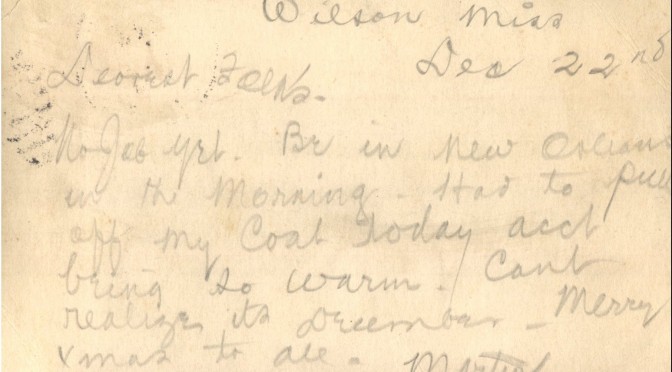 Wilson Miss
Dec 22nd
Dearest Folks.
No Job yet. Be in New Orleans
in the Morning. Had to pull
off my Coat Today acct
being so warm. Cant
realize its December. Merry
xmas to all.